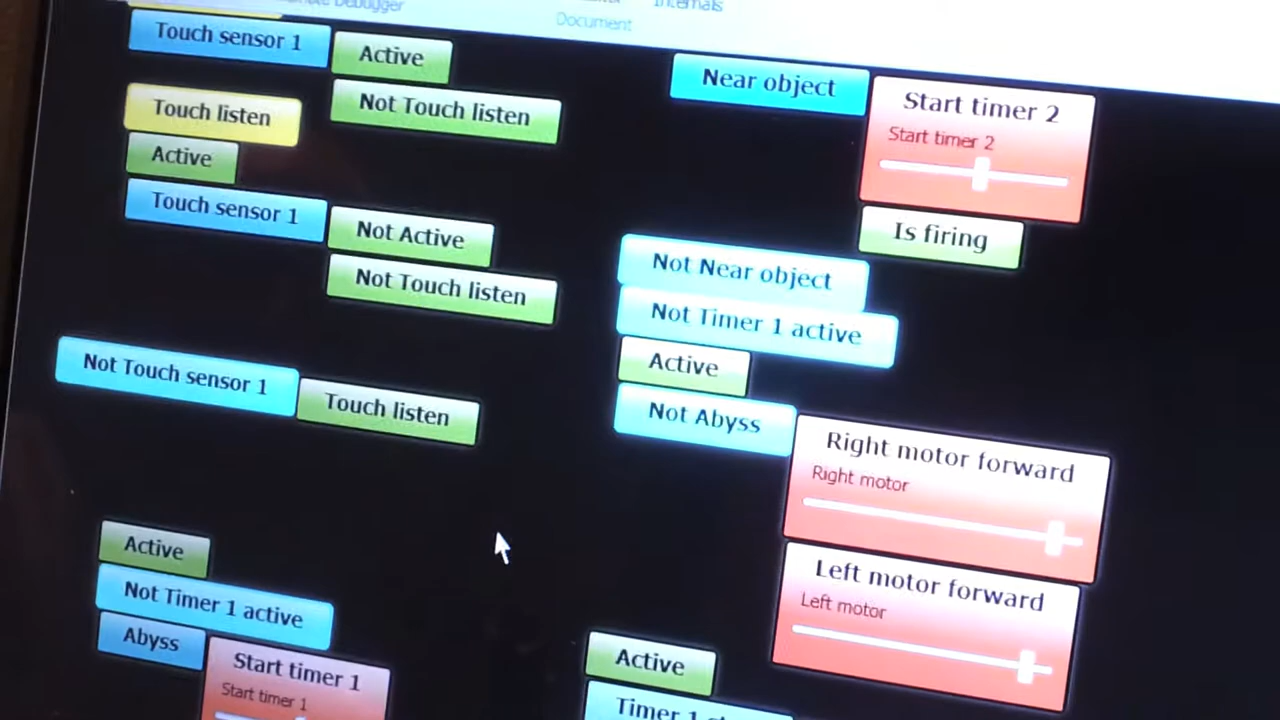 Debugger
Document
Internals
Touch sensor 1
Active
Not Touch listen
Touch listen
Active
Touch sensor 1
Not Active
Not Touch listen
Not Touch sensor 1
Touch listen
Active
Not Timer 1 active
Abyss
Start timer 1
Start timer 1
Near object
Start timer 2
Start timer 2
Is firing
Not Near object
Not Timer 1 active
Active
Not Abyss
Right motor forward
Right motor
Left motor forward
Left motor
Active
Timer 1